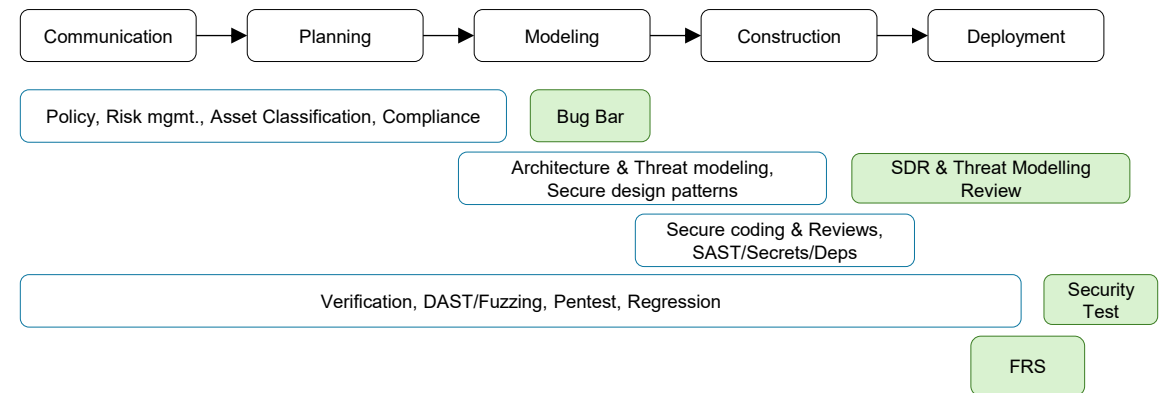 Communication
Planning
Modeling
Construction
Deployment
Policy, Risk mgmt., Asset Classification, Compliance
Bug Bar
Architecture & Threat modeling,
Secure design patterns
SDR & Threat Modelling
Review
Secure coding & Reviews,
SAST/Secrets/Deps
Verification, DAST/Fuzzing, Pentest, Regression
Security
Test
FRS